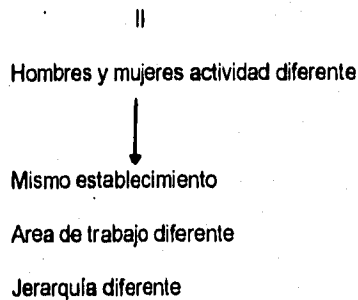 II
Hombres y mujeres actividad diferente
Mismo establecimiento
Area de trabajo diferente
Jerarquía diferente